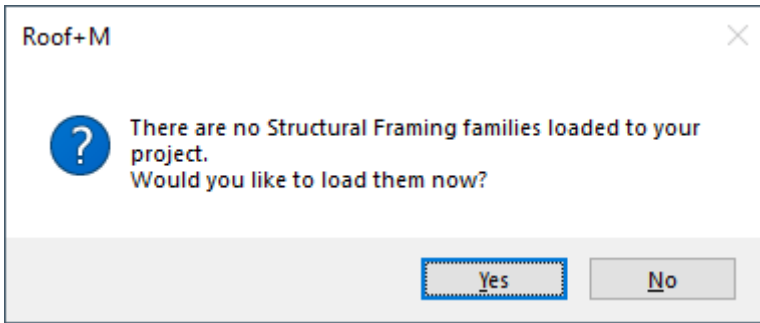 Roof+M
There are no Structural Framing families loaded to your
project.
Would you like to load them now?
Yes
No